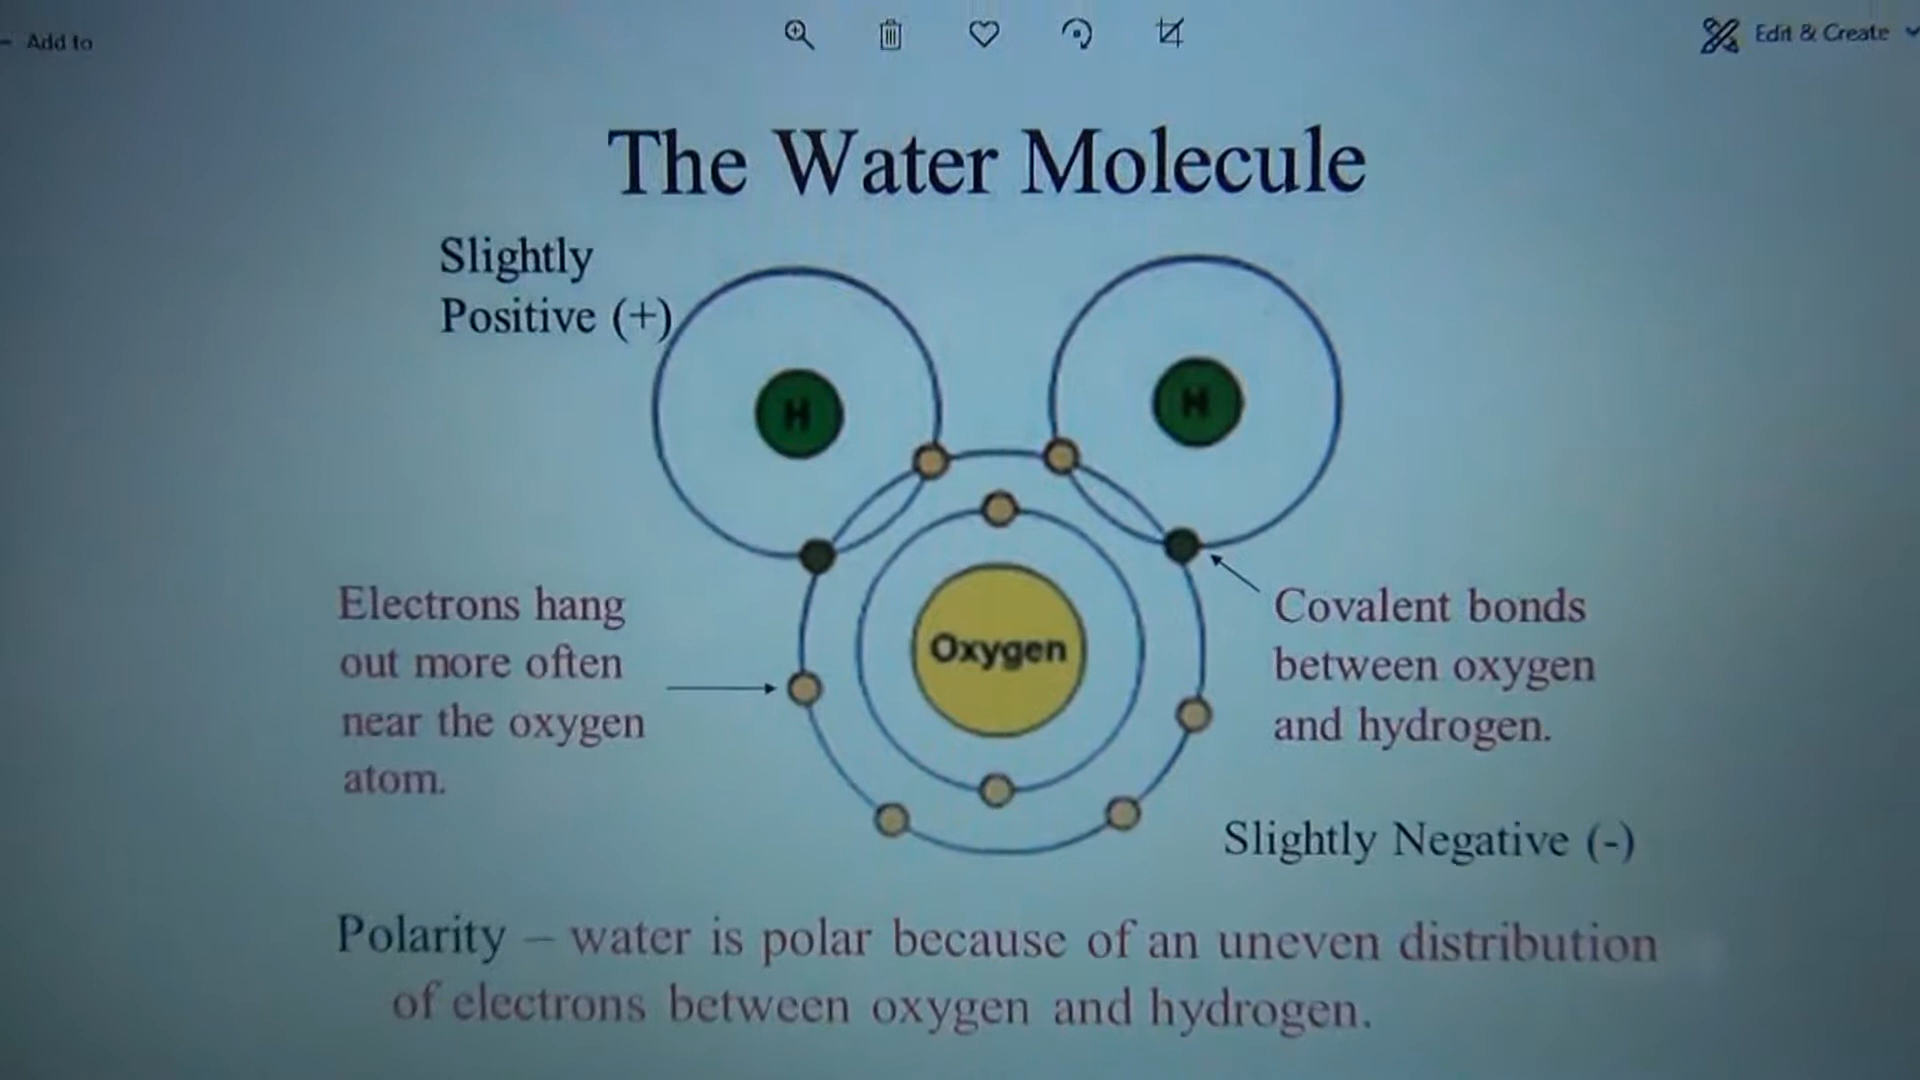 Add to
Edit & Create
The Water Molecule
Slightly
Positive (+)
H
H
Electrons hang
out more often
near the oxygen
atom.
Oxygen
Covalent bonds
between oxygen
and hydrogen.
Slightly Negative (-)
Polarity – water is polar because of an uneven distribution
of electrons between oxygen and hydrogen.